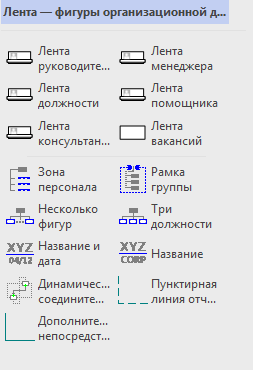 Лента — фигуры организационной д...
Лента руководите...
Лента менеджера
Лента должности
Лента помощника
Лента консультан...
Лента вакансий
Зона персонала
Рамка группы
Несколько фигур
Три должности
XYZ 04/12
Название и дата
XYZ CORP
Название
Динамичес... соедините...
Пунктирная линия отч...
Дополните... непосредст...